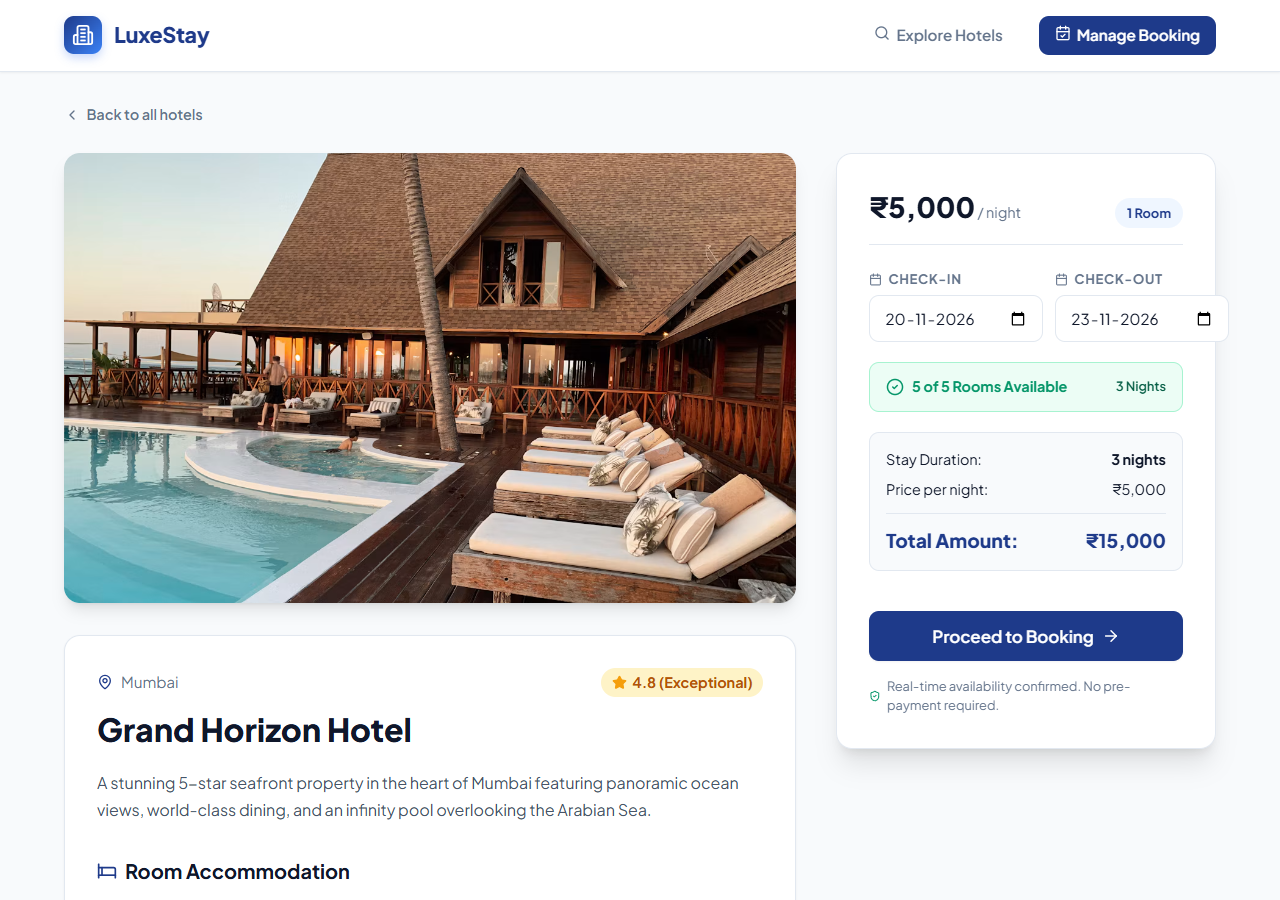 LuxeStay
Explore Hotels
Manage Booking
Back to all hotels
₹5,000 / night
1 Room
CHECK-IN
CHECK-OUT
20-11-2026
23-11-2026
5 of 5 Rooms Available
3 Nights
Stay Duration:
3 nights
Price per night:
₹5,000
Total Amount:
₹15,000
Proceed to Booking
Real-time availability confirmed. No pre-
payment required.
Mumbai
4.8 (Exceptional)
Grand Horizon Hotel
A stunning 5-star seafront property in the heart of Mumbai featuring panoramic ocean
views, world-class dining, and an infinity pool overlooking the Arabian Sea.
Room Accommodation